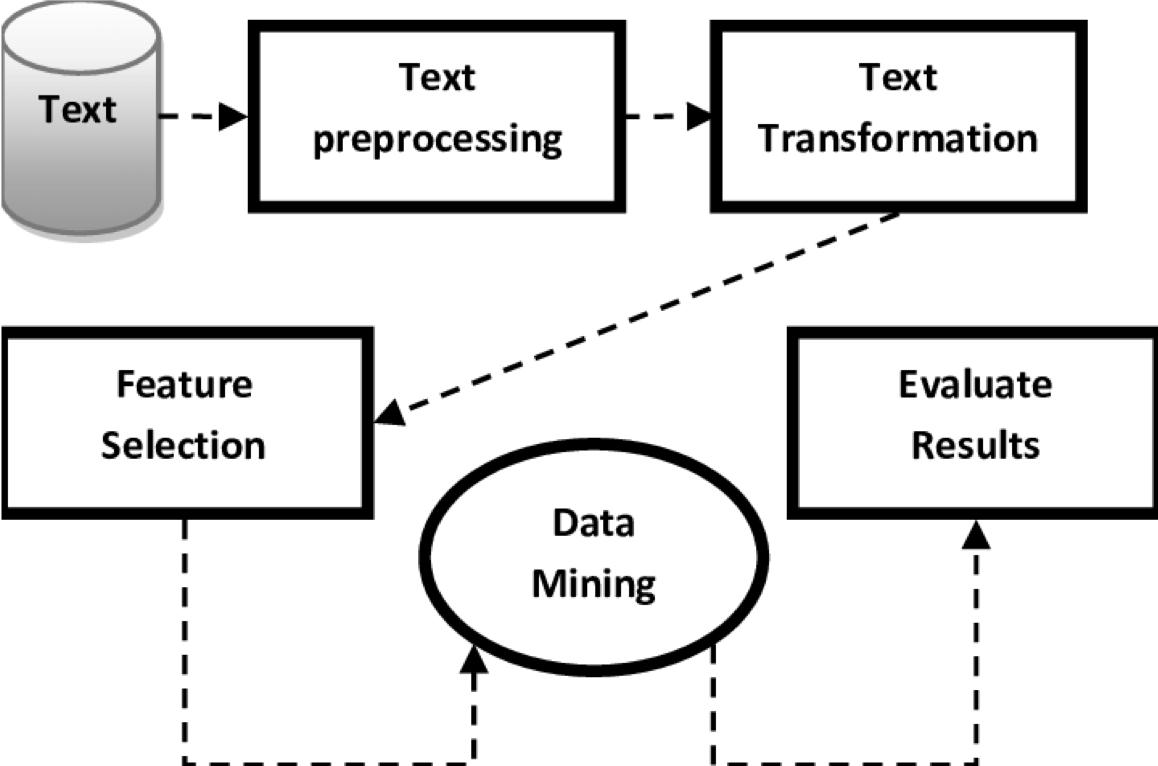 Text
Text
preprocessing
Text
Transformation
Feature
Selection
Data
Mining
Evaluate
Results